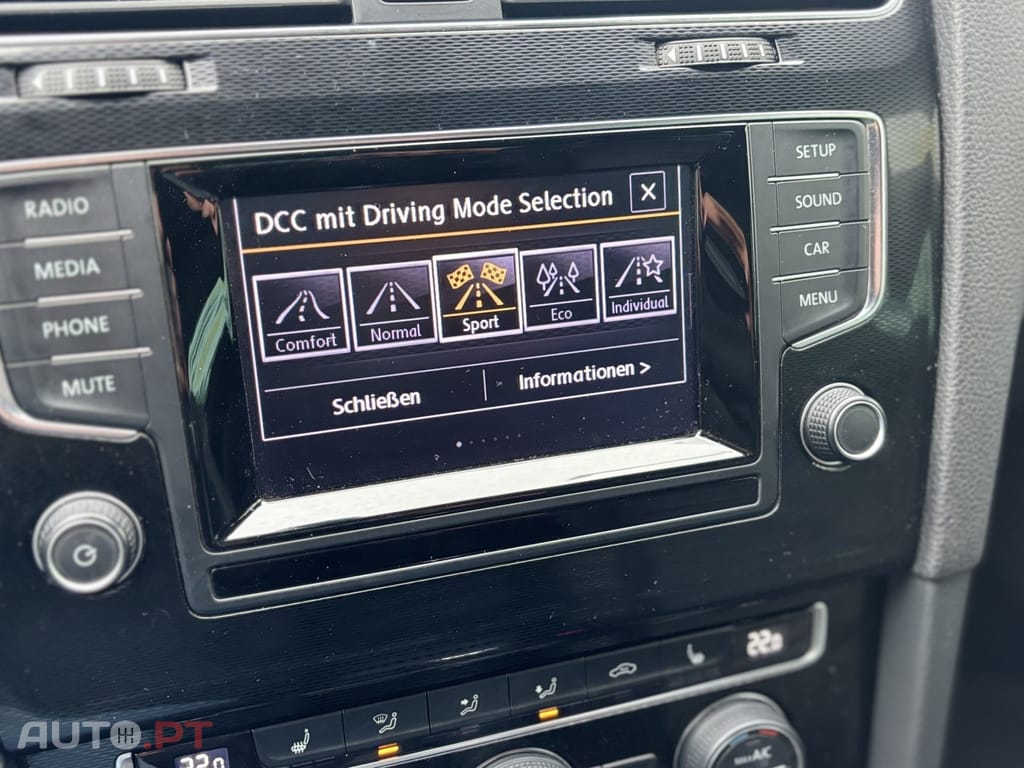 RADIO
MEDIA
PHONE
MUTE
DCC mit Driving Mode Selection X
Comfort
Normal
Sport
Eco
Individual
Schließen
Informationen >
SETUP
SOUND
CAR
MENU
22.0
A/C
AUTO.PT